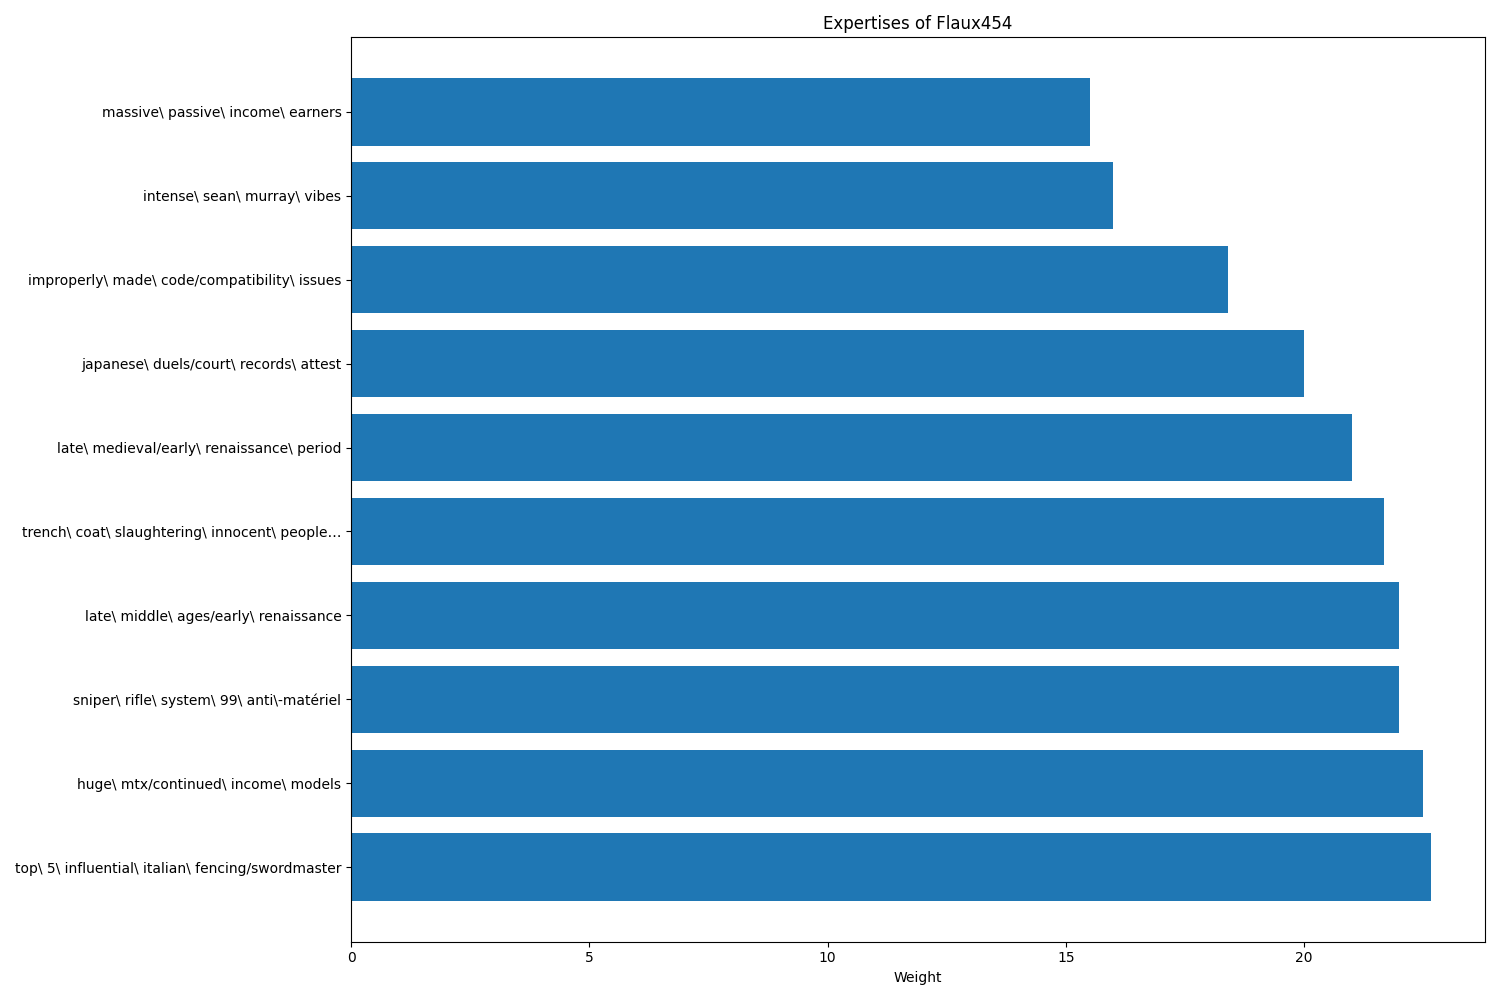 Expertises of Flaux454
massive\ passive\ income\ earners
intense\ sean\ murray\ vibes
improperly\ made\ code/compatibility\ issues
japanese\ duels/court\ records\ attest
late\ medieval/early\ renaissance\ period
trench\ coat\ slaughtering\ innocent\ people…
late\ middle\ ages/early\ renaissance
sniper\ rifle\ system\ 99\ anti\-matériel
huge\ mtx/continued\ income\ models
top\ 5\ influential\ italian\ fencing/swordmaster
0 5 10 15 20
Weight